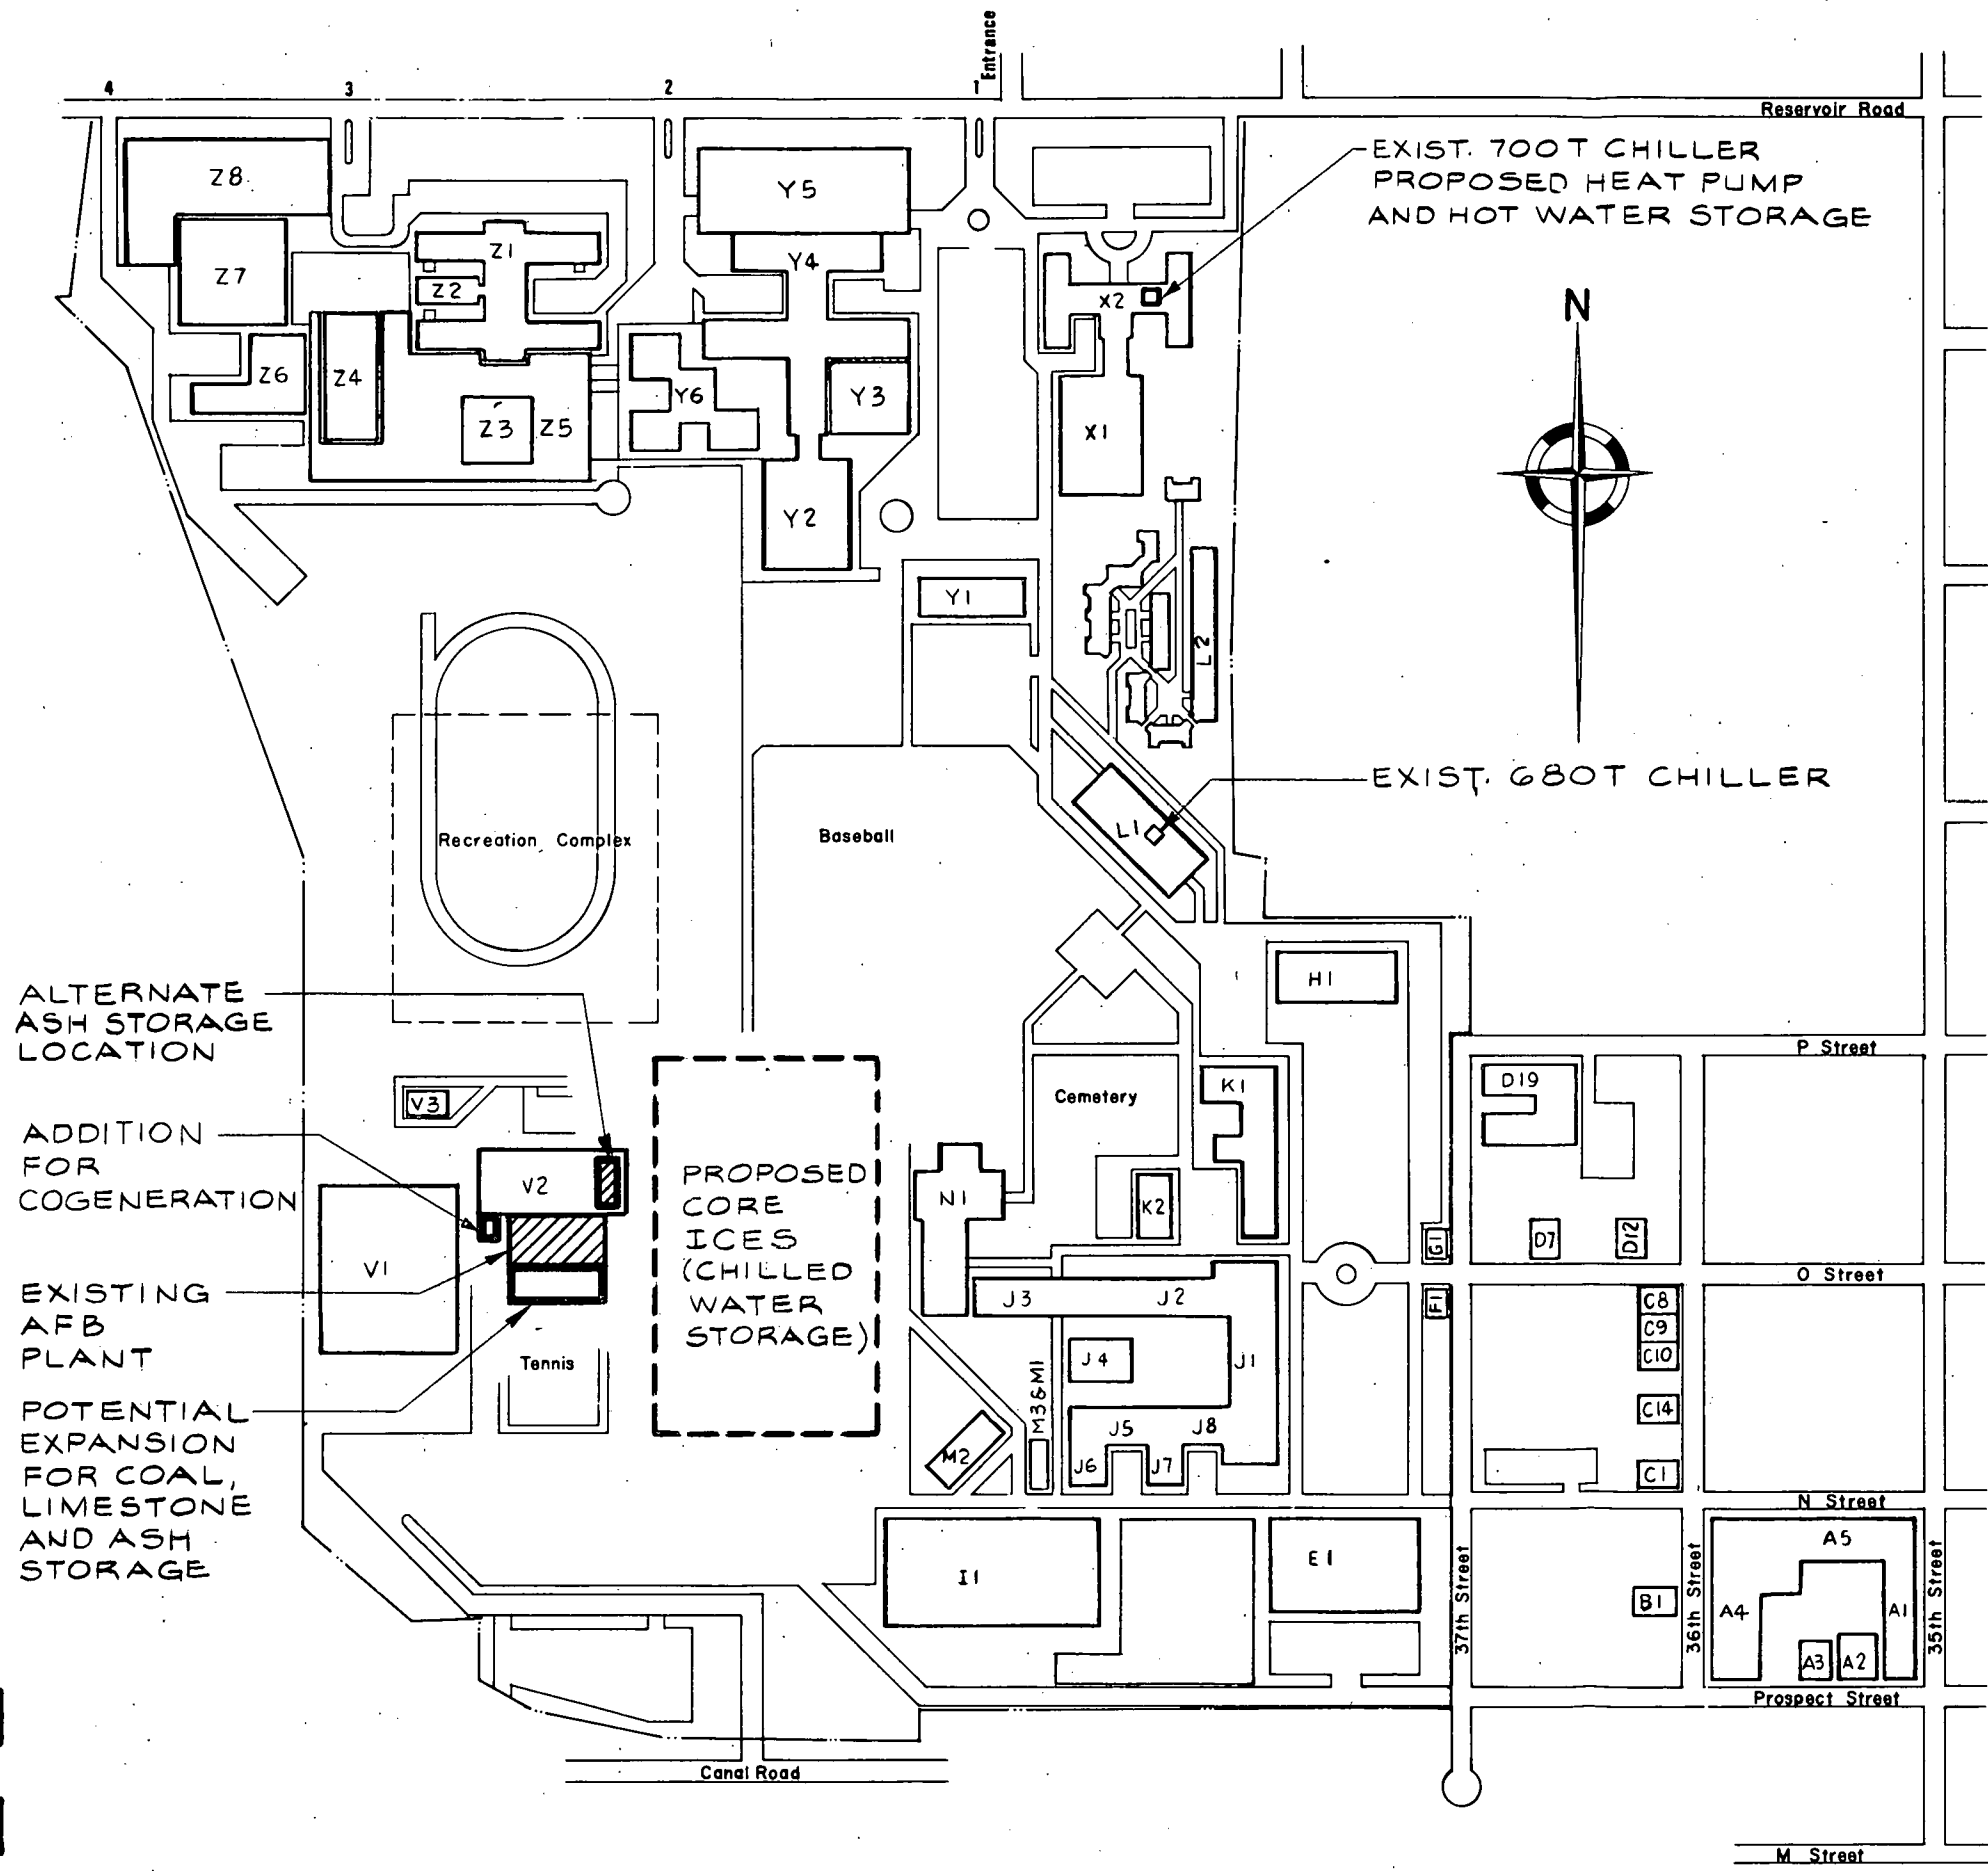 Entrance
4
3
2
1
Reservoir Road
EXIST. 700T CHILLER
PROPOSED HEAT PUMP
AND HOT WATER STORAGE
Z8
Y5
Z1
Y4
Z7
Z2
X2
N
Z6
Z4
Y6
Y3
Z3
Z5
X1
Y2
Y1
L2
EXIST. 680T CHILLER
L1
Recreation Complex
Baseball
H1
ALTERNATE
ASH STORAGE
LOCATION
P Street
D19
K1
Cemetery
V3
ADDITION
FOR
COGENERATION
V2
PROPOSED
CORE
ICES
(CHILLED
WATER
STORAGE)
N1
K2
G1
D7
D12
V1
O Street
EXISTING
AFB
PLANT
J3
J2
F1
C8
C9
C10
Tennis
J4
J1
M3&M1
POTENTIAL
EXPANSION
FOR COAL,
LIMESTONE
AND ASH
STORAGE
C14
J5
J8
M2
J6
J7
C1
N Street
A5
I1
E1
37th Street
36th Street
35th Street
B1
A4
A1
A3
A2
Prospect Street
Canal Road
M Street